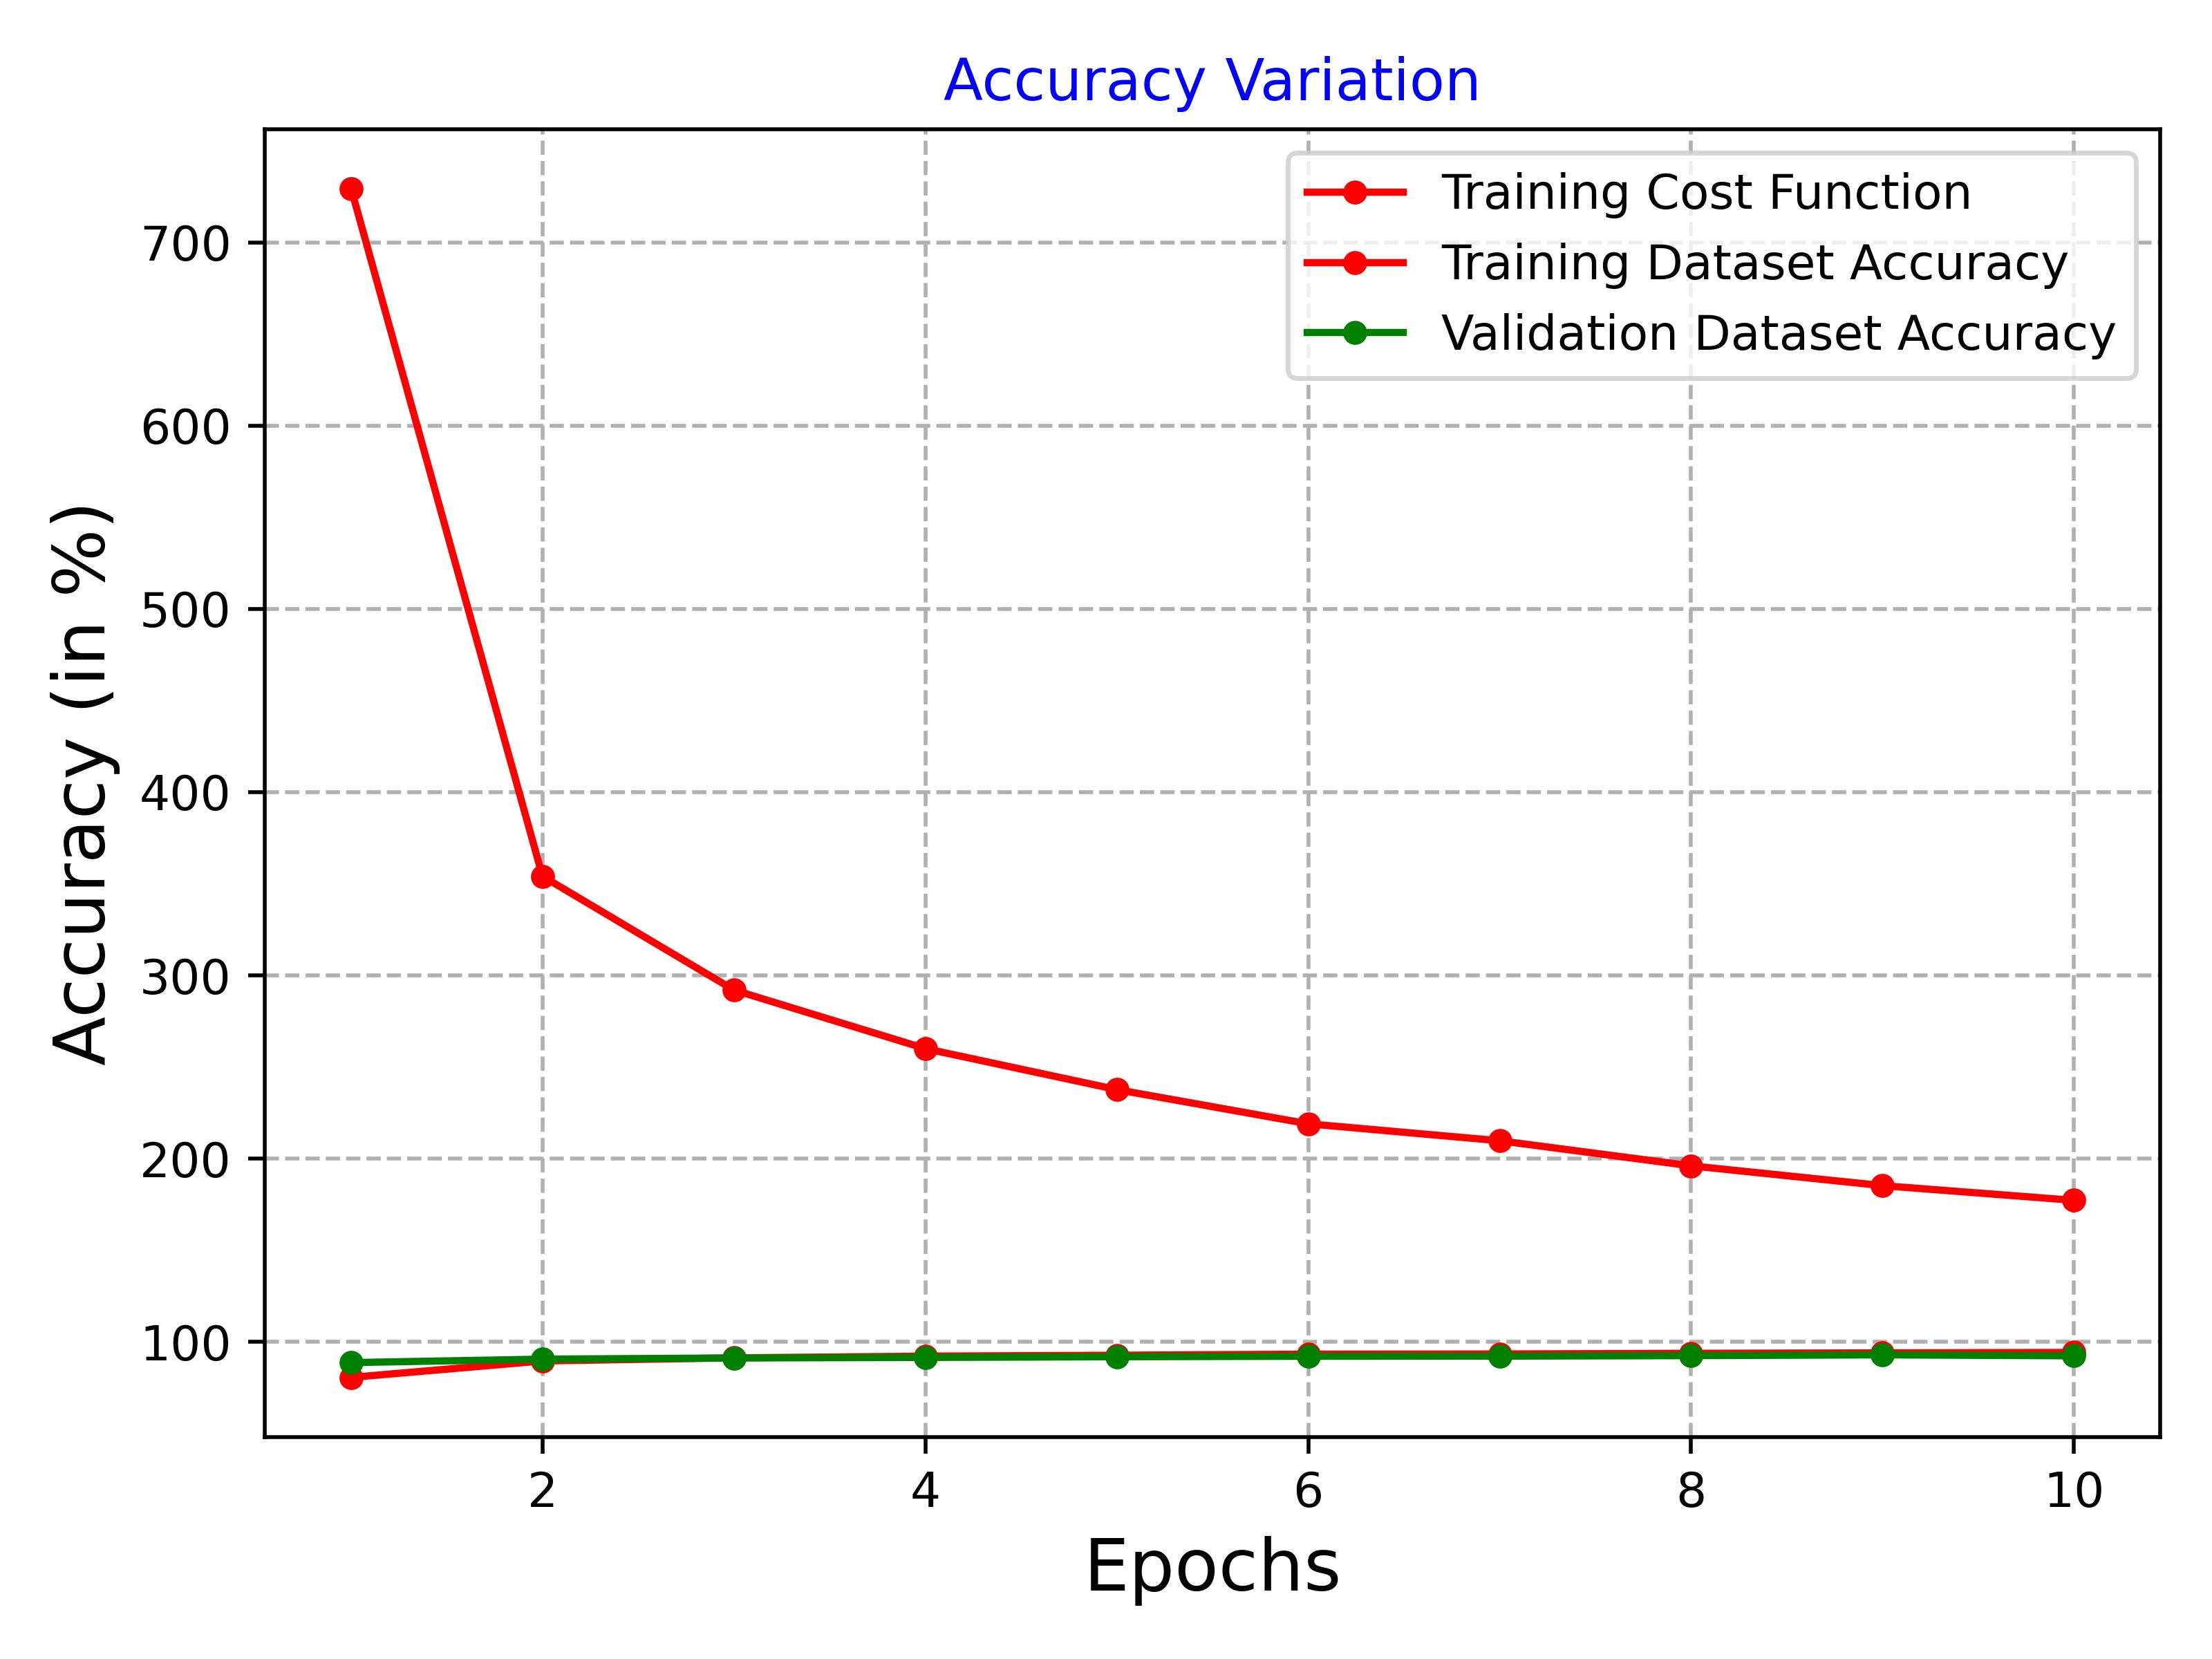 Accuracy Variation
Training Cost Function
Training Dataset Accuracy
Validation Dataset Accuracy
Accuracy (in %)
700
600
500
400
300
200
100
2 4 6 8 10
Epochs